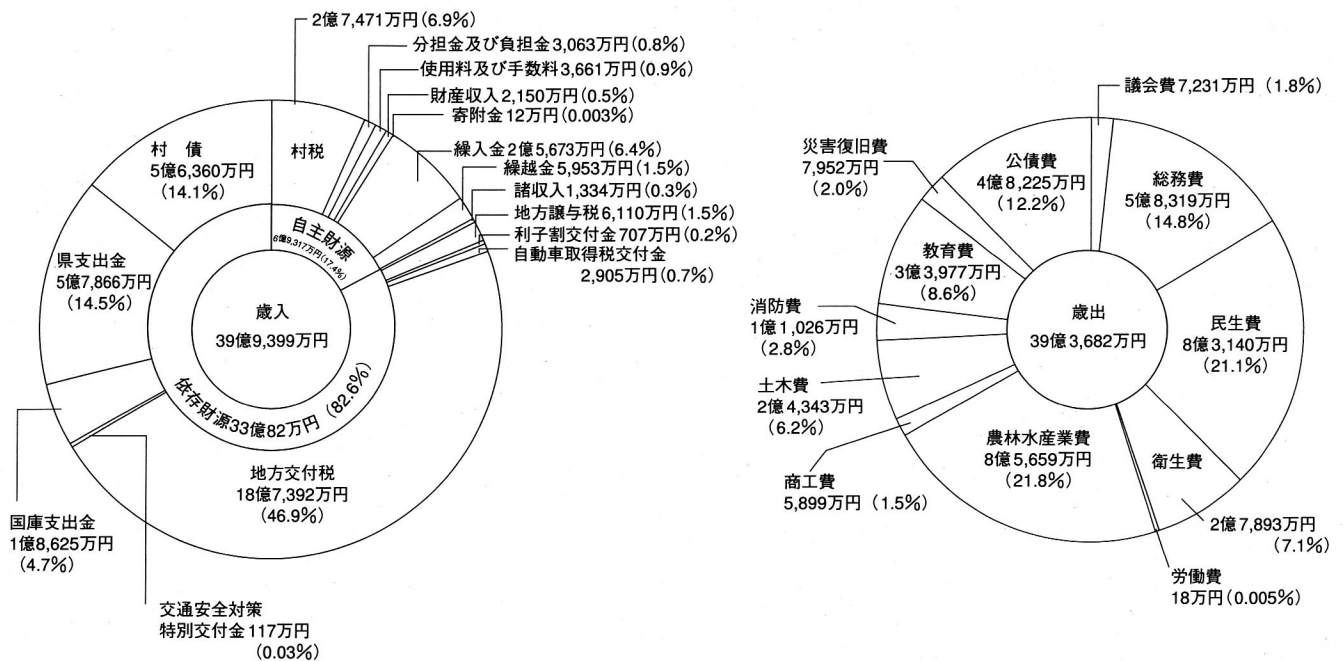 2億7,471万円(6.9%)
分担金及び負担金3,063万円(0.8%)
使用料及び手数料3,661万円(0.9%)
財産収入2,150万円(0.5%)
寄附金12万円(0.003%)
村税
繰入金2億5,673万円(6.4%)
繰越金5,953万円(1.5%)
諸収入1,334万円(0.3%)
地方譲与税6,110万円(1.5%)
利子割交付金707万円(0.2%)
自動車取得税交付金
2,905万円(0.7%)
村債
5億6,360万円
(14.1%)
県支出金
5億7,866万円
(14.5%)
自主財源
6億9,317万円(17.4%)
歳入
39億9,399万円
依存財源33億82万円(82.6%)
地方交付税
18億7,392万円
(46.9%)
国庫支出金
1億8,625万円
(4.7%)
交通安全対策
特別交付金117万円
(0.03%)
議会費7,231万円(1.8%)
総務費
5億8,319万円
(14.8%)
民生費
8億3,140万円
(21.1%)
衛生費
2億7,893万円
(7.1%)
労働費
18万円(0.005%)
農林水産業費
8億5,659万円
(21.8%)
商工費
5,899万円(1.5%)
土木費
2億4,343万円
(6.2%)
消防費
1億1,026万円
(2.8%)
教育費
3億3,977万円
(8.6%)
災害復旧費
7,952万円
(2.0%)
公債費
4億8,225万円
(12.2%)
歳出
39億3,682万円